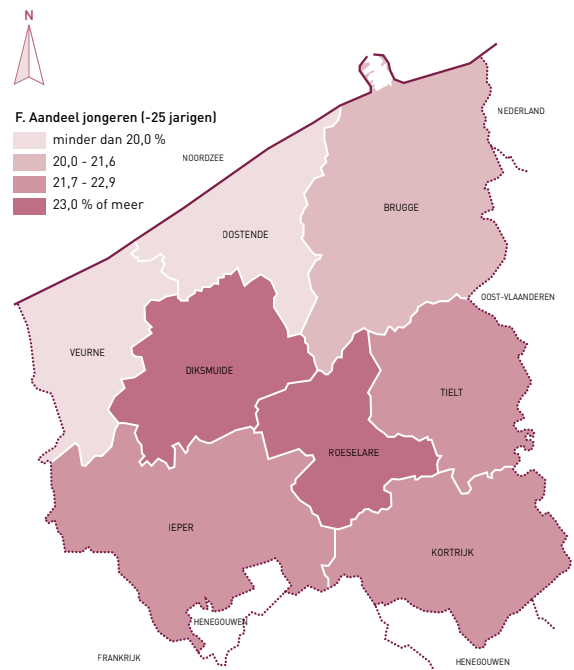 N
F. Aandeel jongeren (-25 jarigen)
minder dan 20,0 %
20,0 - 21,6
21,7 - 22,9
23,0 % of meer
NEDERLAND
NOORDZEE
BRUGGE
OOSTENDE
OOST-VLAANDEREN
VEURNE
DIKSMUIDE
TIELT
ROESELARE
IEPER
KORTRIJK
HENEGOUWEN
FRANKRIJK
HENEGOUWEN